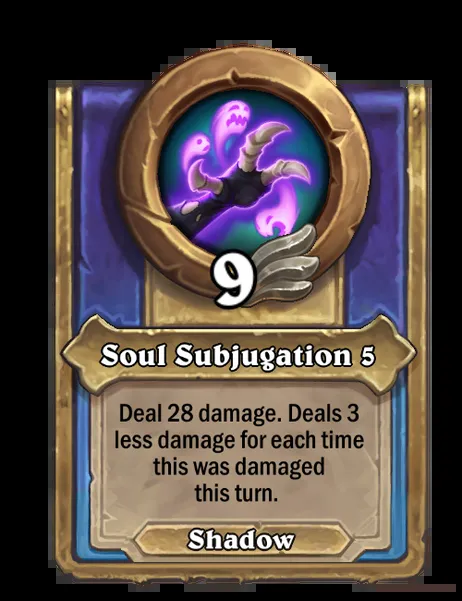 9
Soul Subjugation 5
Deal 28 damage. Deals 3
less damage for each time
this was damaged
this turn.
Shadow